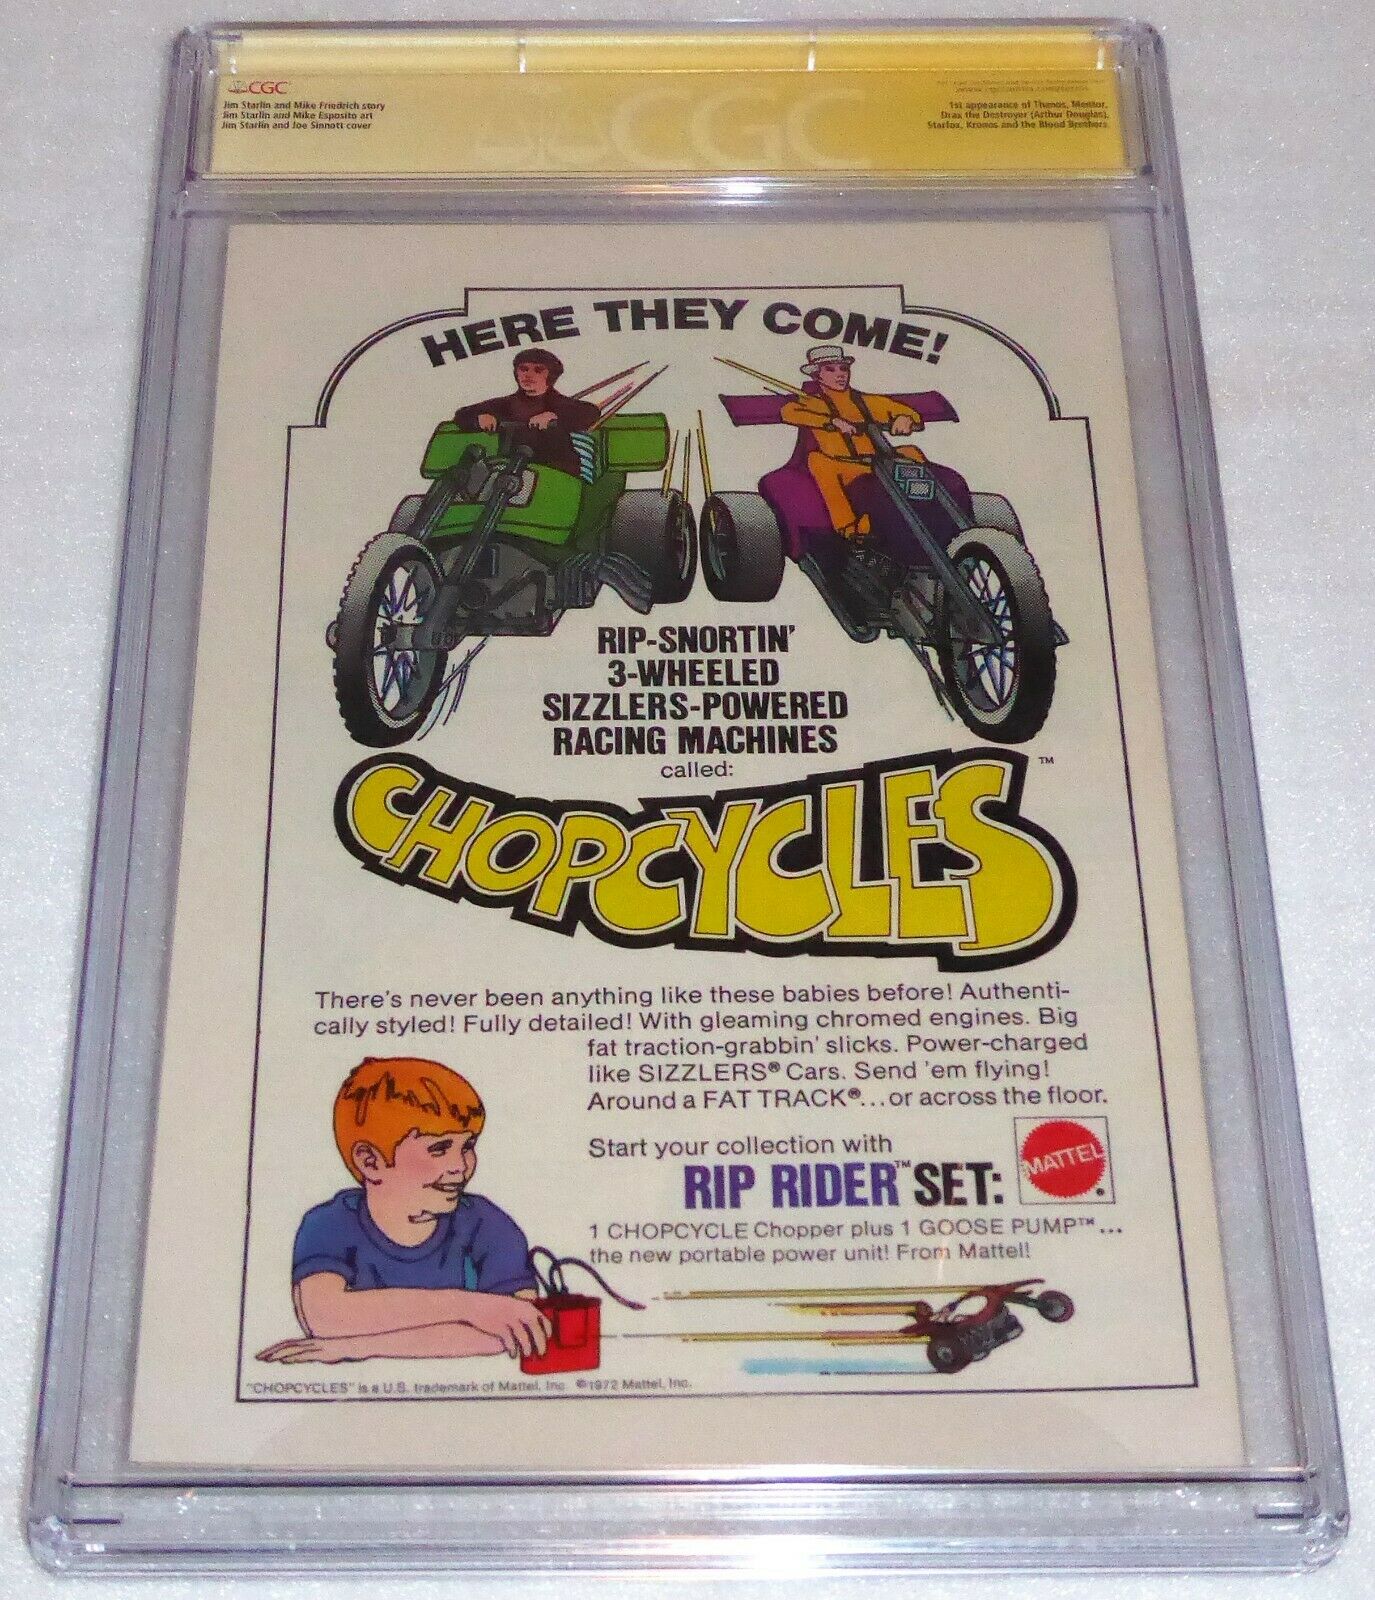 CGC
Jim Starlin and Mike Friedrich story
Jim Starlin and Mike Esposito art
Jim Starlin and Joe Sinnott cover
1st appearance of Thanos, Mentor,
Drax the Destroyer (Arthur Douglas),
Starfox, Kronos and the Blood Brothers.
CGC
HERE THEY COME!
RIP-SNORTIN'
3-WHEELED
SIZZLERS-POWERED
RACING MACHINES
called:
CHOPCYCLES™
There's never been anything like these babies before! Authenti-
cally styled! Fully detailed! With gleaming chromed engines. Big
fat traction-grabbin' slicks. Power-charged
like SIZZLERS® Cars. Send 'em flying!
Around a FAT TRACK®...or across the floor.
Start your collection with
RIP RIDER™ SET:
MATTEL®
1 CHOPCYCLE Chopper plus 1 GOOSE PUMP™...
the new portable power unit! From Mattel!
"CHOPCYCLES" is a U.S. trademark of Mattel, Inc. ©1972 Mattel, Inc.